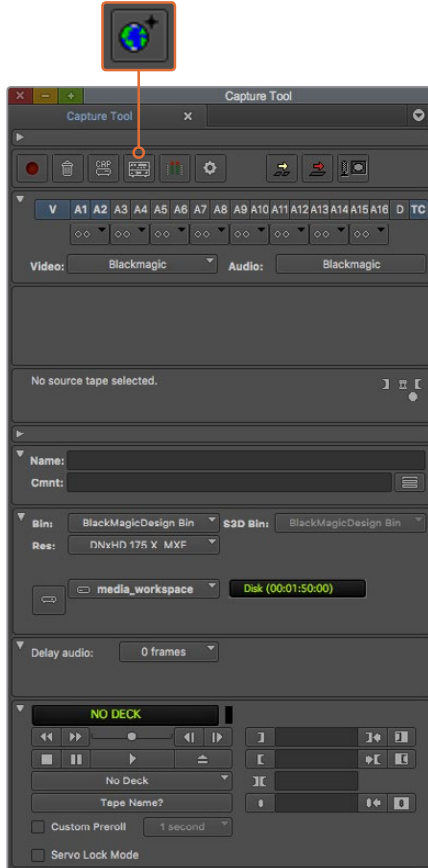 Capture Tool
Capture Tool x
CAP
V A1 A2 A3 A4 A5 A6 A7 A8 A9 A10 A11 A12 A13 A14 A15 A16 D TC
Video: Blackmagic Audio: Blackmagic
No source tape selected.
Name:
Cmnt:
Bin: BlackMagicDesign Bin S3D Bin: BlackMagicDesign Bin
Res: DNxHD 175 X MXF
media_workspace Disk (00:01:50:00)
Delay audio: 0 frames
NO DECK
No Deck
Tape Name?
Custom Preroll 1 second
Servo Lock Mode